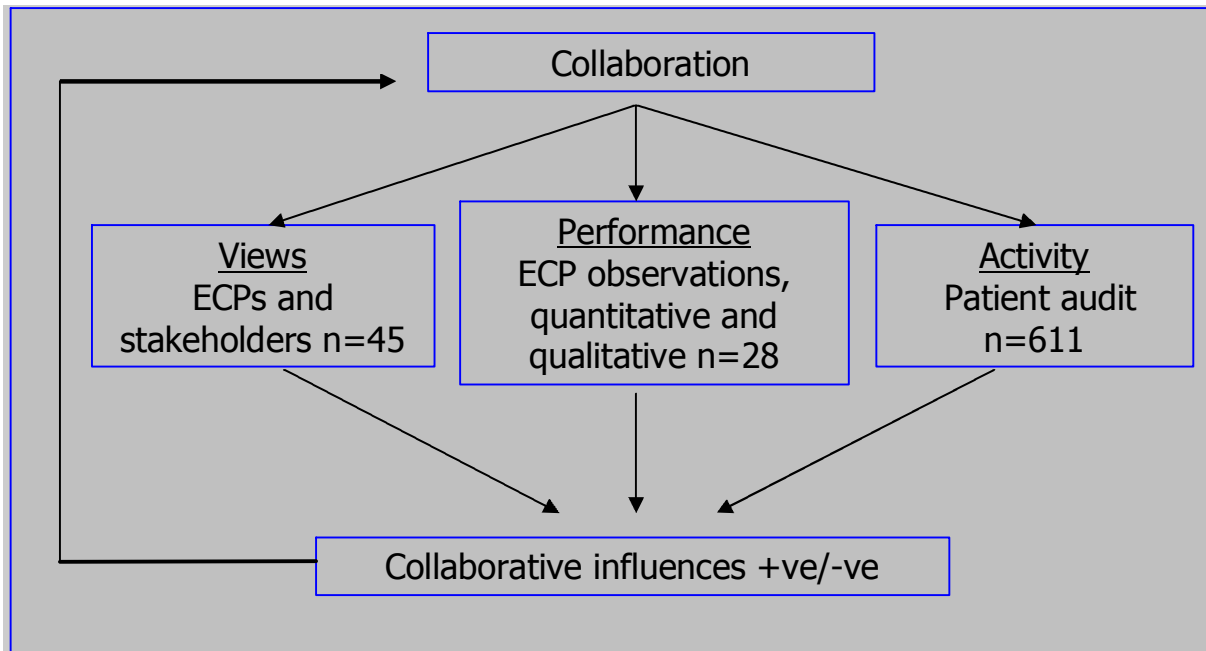 Collaboration
Views
ECPs and
stakeholders n=45
Performance
ECP observations,
quantitative and
qualitative n=28
Activity
Patient audit
n=611
Collaborative influences +ve/-ve